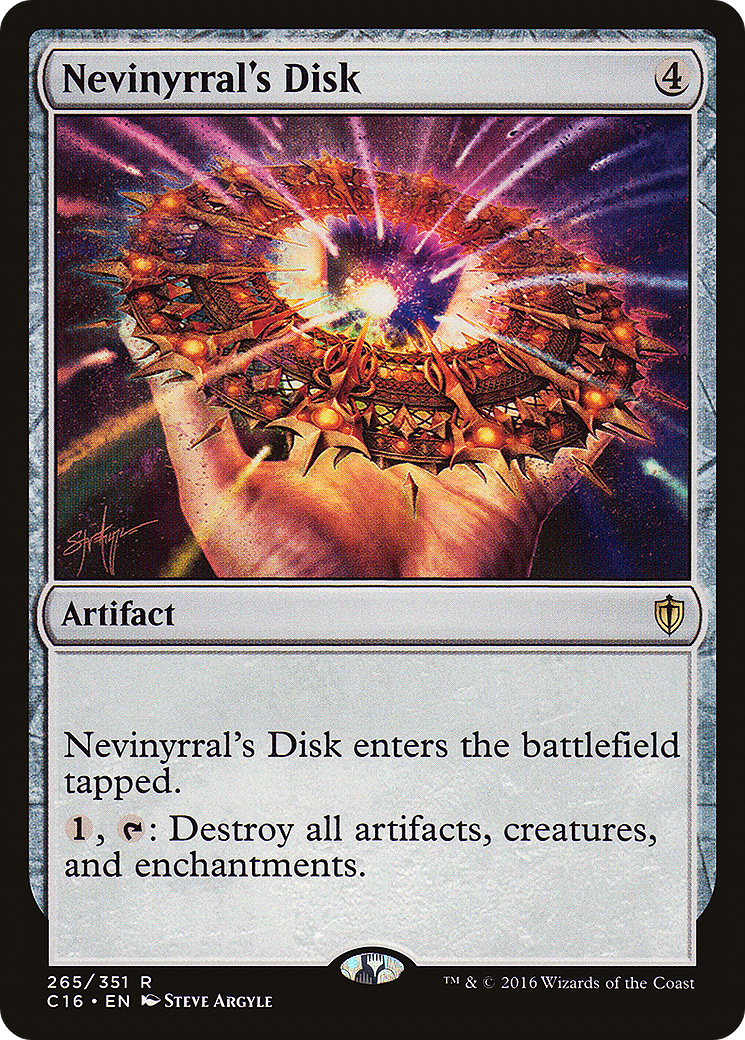 Nevinyrral's Disk 4
Artifact
Nevinyrral's Disk enters the battlefield
tapped.
1, : Destroy all artifacts, creatures,
and enchantments.
265/351 R
C16 • EN STEVE ARGYLE
™ & © 2016 Wizards of the Coast